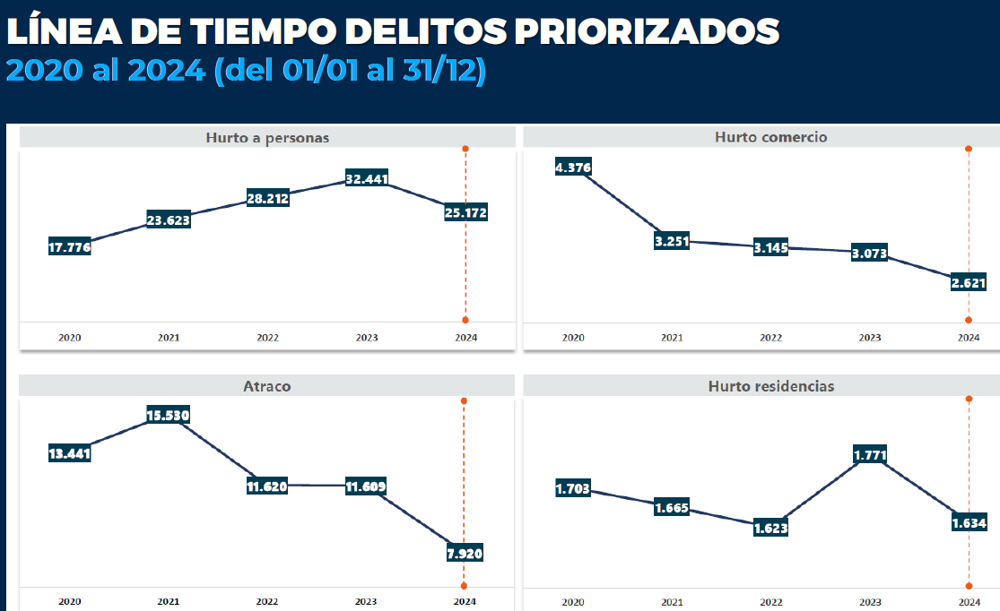 LÍNEA DE TIEMPO DELITOS PRIORIZADOS
2020 al 2024 (del 01/01 al 31/12)
Hurto a personas
17.776
23.623
28.212
32.441
25.172
2020 2021 2022 2023 2024
Hurto comercio
4.376
3.251
3.145
3.073
2.621
2020 2021 2022 2023 2024
Atraco
13.441
15.530
11.620
11.609
7.920
2020 2021 2022 2023 2024
Hurto residencias
1.703
1.665
1.623
1.771
1.634
2020 2021 2022 2023 2024